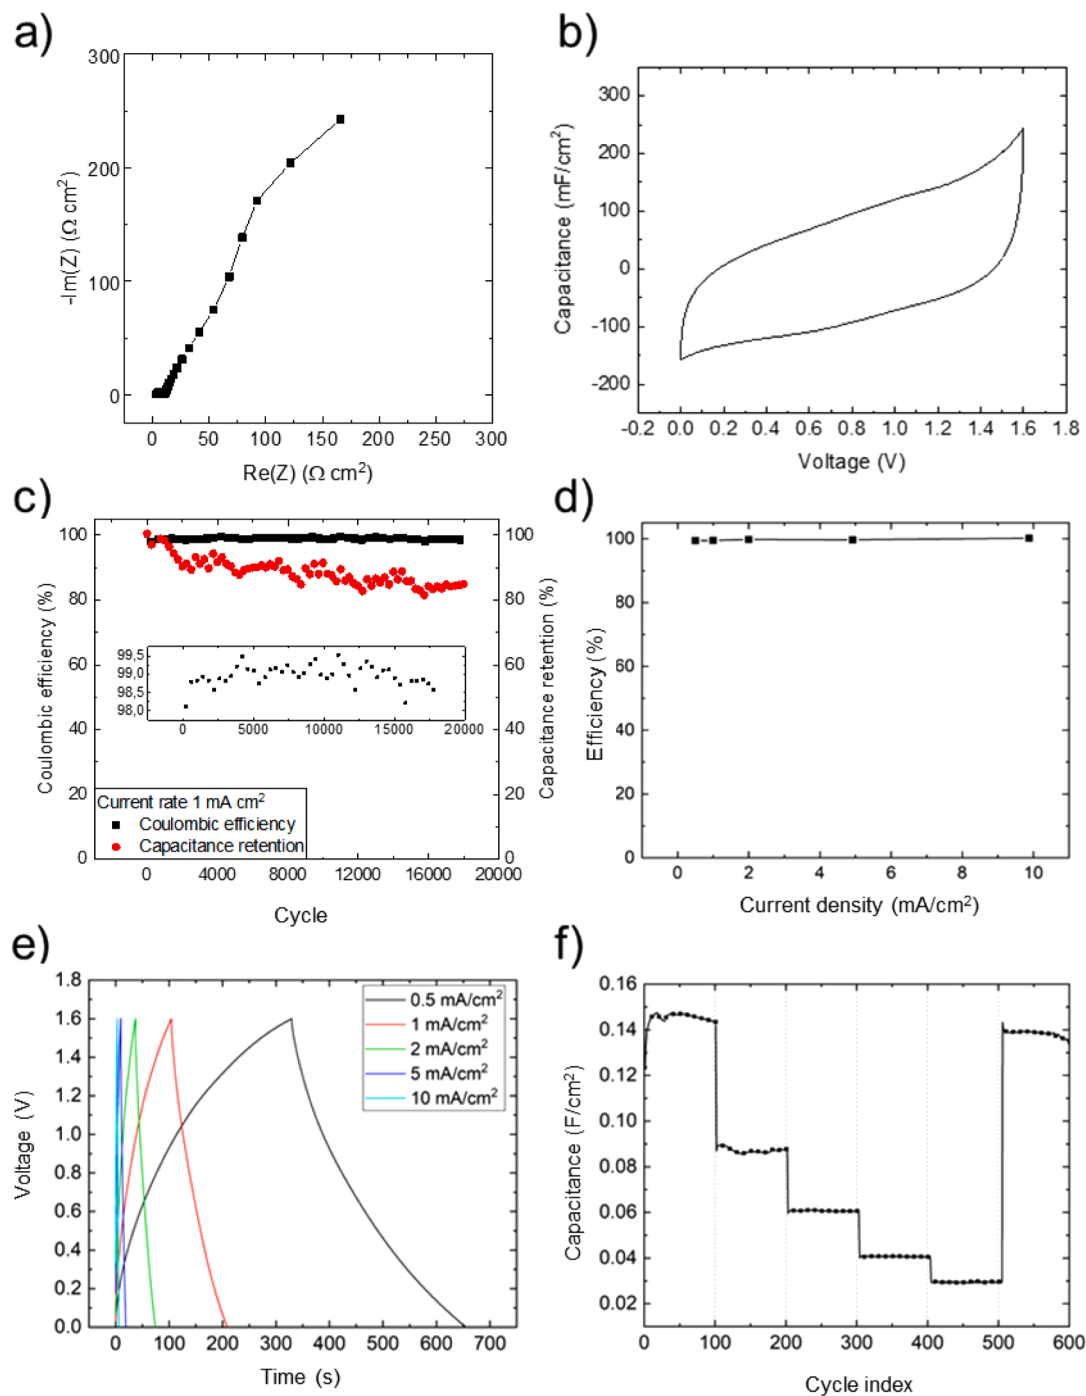 a)
300
200
100
0
-Im(Z) (Ω cm²)
0 50 100 150 200 250 300
Re(Z) (Ω cm²)
b)
300
200
100
0
-100
-200
Capacitance (mF/cm²)
-0.2 0.0 0.2 0.4 0.6 0.8 1.0 1.2 1.4 1.6 1.8
Voltage (V)
c)
100
80
60
40
20
0
Coulombic efficiency (%)
99,5
99,0
98,5
98,0
0 5000 10000 15000 20000
Current rate 1 mA cm²
Coulombic efficiency
Capacitance retention
100
80
60
40
20
0
Capacitance retention (%)
0 4000 8000 12000 16000 20000
Cycle
d)
100
80
60
40
20
0
Efficiency (%)
0 2 4 6 8 10
Current density (mA/cm²)
e)
1.8
1.6
1.4
1.2
1.0
0.8
0.6
0.4
0.2
0.0
Voltage (V)
0.5 mA/cm²
1 mA/cm²
2 mA/cm²
5 mA/cm²
10 mA/cm²
0 100 200 300 400 500 600 700
Time (s)
f)
0.16
0.14
0.12
0.10
0.08
0.06
0.04
0.02
Capacitance (F/cm²)
0 100 200 300 400 500 600
Cycle index